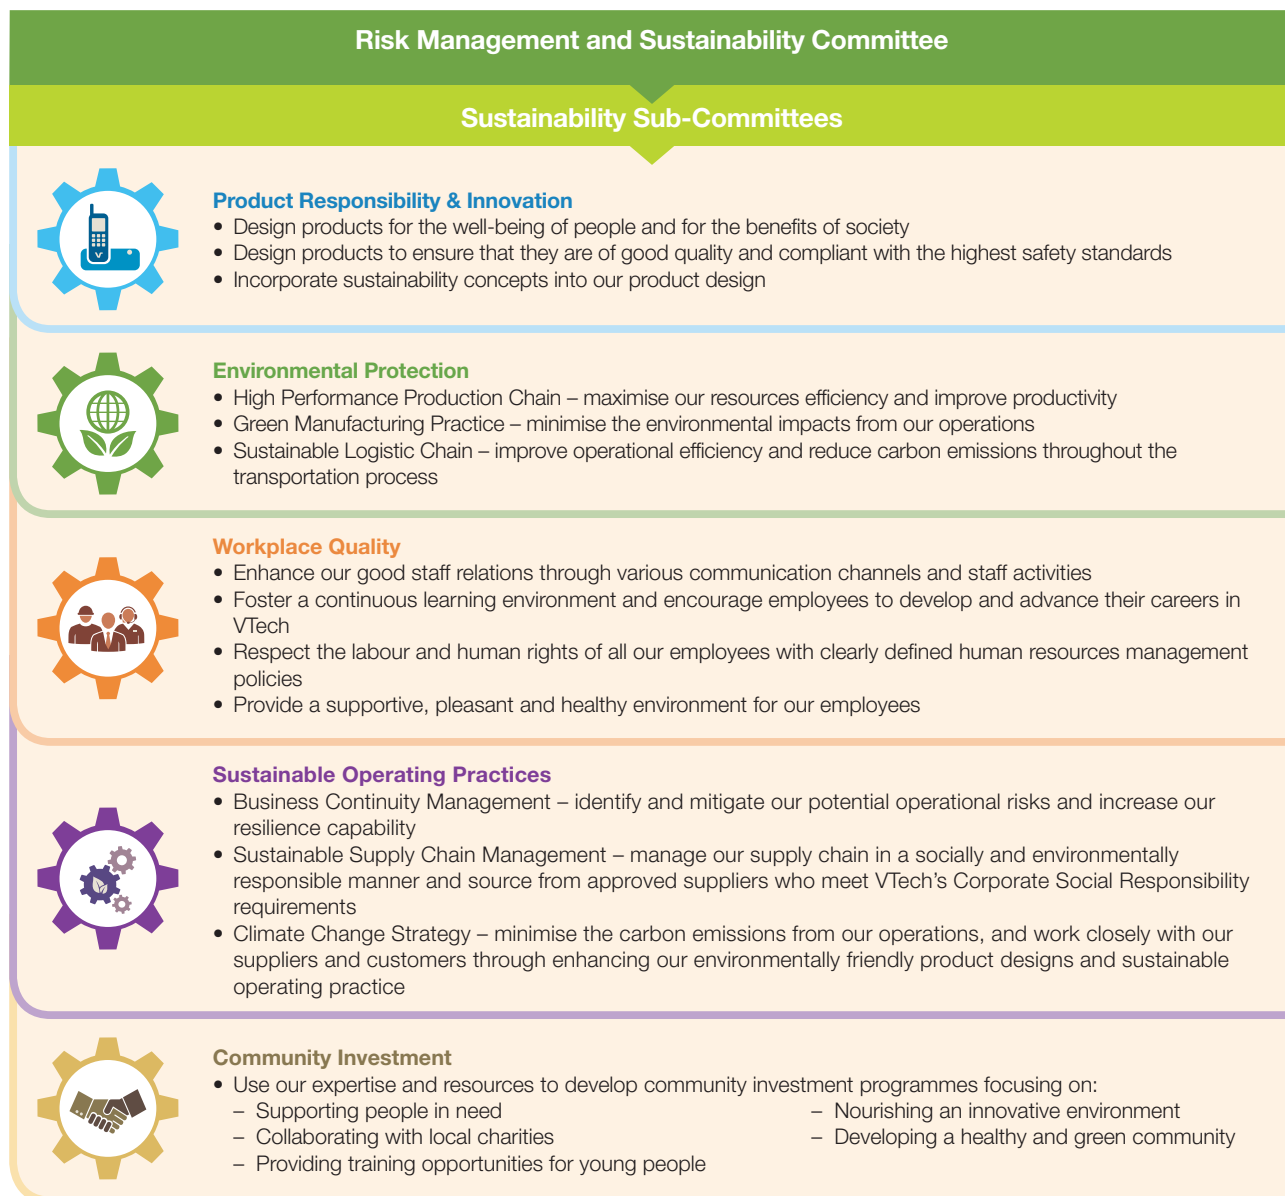 Risk Management and Sustainability Committee
Sustainability Sub-Committees
Product Responsibility & Innovation
• Design products for the well-being of people and for the benefits of society
• Design products to ensure that they are of good quality and compliant with the highest safety standards
• Incorporate sustainability concepts into our product design
Environmental Protection
• High Performance Production Chain – maximise our resources efficiency and improve productivity
• Green Manufacturing Practice – minimise the environmental impacts from our operations
• Sustainable Logistic Chain – improve operational efficiency and reduce carbon emissions throughout the
transportation process
Workplace Quality
• Enhance our good staff relations through various communication channels and staff activities
• Foster a continuous learning environment and encourage employees to develop and advance their careers in
VTech
• Respect the labour and human rights of all our employees with clearly defined human resources management
policies
• Provide a supportive, pleasant and healthy environment for our employees
Sustainable Operating Practices
• Business Continuity Management – identify and mitigate our potential operational risks and increase our
resilience capability
• Sustainable Supply Chain Management – manage our supply chain in a socially and environmentally
responsible manner and source from approved suppliers who meet VTech’s Corporate Social Responsibility
requirements
• Climate Change Strategy – minimise the carbon emissions from our operations, and work closely with our
suppliers and customers through enhancing our environmentally friendly product designs and sustainable
operating practice
Community Investment
• Use our expertise and resources to develop community investment programmes focusing on:
– Supporting people in need
– Collaborating with local charities
– Providing training opportunities for young people
– Nourishing an innovative environment
– Developing a healthy and green community